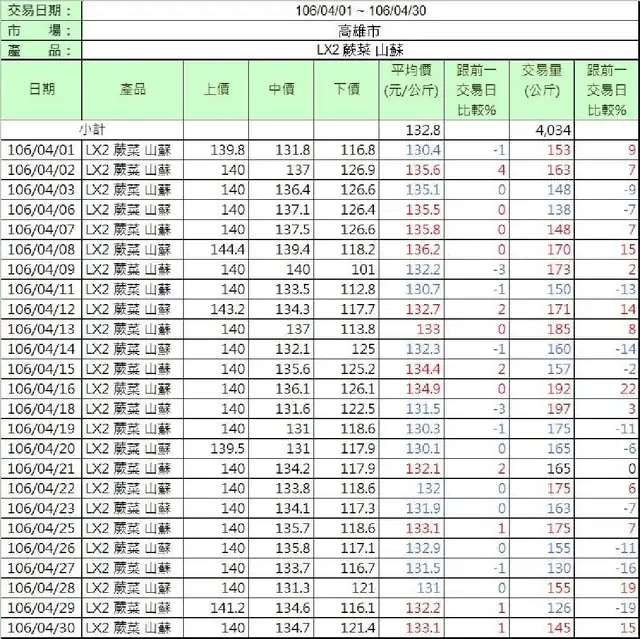 交易日期： 106/04/01 ~ 106/04/30
市　　場： 高雄市
產　　品： LX2 蕨菜 山蘇
日期 產品 上價 中價 下價 平均價(元/公斤) 跟前一交易日比較% 交易量(公斤) 跟前一交易日比較%
小計 132.8 4,034
106/04/01 LX2 蕨菜 山蘇 139.8 131.8 116.8 130.4 -1 153 9
106/04/02 LX2 蕨菜 山蘇 140 137 126.9 135.6 4 163 7
106/04/03 LX2 蕨菜 山蘇 140 136.4 126.6 135.1 0 148 -9
106/04/06 LX2 蕨菜 山蘇 140 137.1 126.4 135.5 0 138 -7
106/04/07 LX2 蕨菜 山蘇 140 137.5 126.6 135.8 0 148 7
106/04/08 LX2 蕨菜 山蘇 144.4 139.4 118.2 136.2 0 170 15
106/04/09 LX2 蕨菜 山蘇 140 140 101 132.2 -3 173 2
106/04/11 LX2 蕨菜 山蘇 140 133.5 112.8 130.7 -1 150 -13
106/04/12 LX2 蕨菜 山蘇 143.2 134.3 117.7 132.7 2 171 14
106/04/13 LX2 蕨菜 山蘇 140 137 113.8 133 0 185 8
106/04/14 LX2 蕨菜 山蘇 140 132.1 125 132.3 -1 160 -14
106/04/15 LX2 蕨菜 山蘇 140 135.6 125.2 134.4 2 157 -2
106/04/16 LX2 蕨菜 山蘇 140 136.1 126.1 134.9 0 192 22
106/04/18 LX2 蕨菜 山蘇 140 131.6 122.5 131.5 -3 197 3
106/04/19 LX2 蕨菜 山蘇 140 131 118.6 130.3 -1 175 -11
106/04/20 LX2 蕨菜 山蘇 139.5 131 117.9 130.1 0 165 -6
106/04/21 LX2 蕨菜 山蘇 140 134.2 117.9 132.1 2 165 0
106/04/22 LX2 蕨菜 山蘇 140 133.8 118.6 132 0 175 6
106/04/23 LX2 蕨菜 山蘇 140 134.1 117.3 131.9 0 163 -7
106/04/25 LX2 蕨菜 山蘇 140 135.7 118.6 133.1 1 175 7
106/04/26 LX2 蕨菜 山蘇 140 135.8 117.1 132.9 0 155 -11
106/04/27 LX2 蕨菜 山蘇 140 133.7 116.7 131.5 -1 130 -16
106/04/28 LX2 蕨菜 山蘇 140 131.3 121 131 0 155 19
106/04/29 LX2 蕨菜 山蘇 141.2 134.6 116.1 132.2 1 126 -19
106/04/30 LX2 蕨菜 山蘇 140 134.7 121.4 133.1 1 145 15